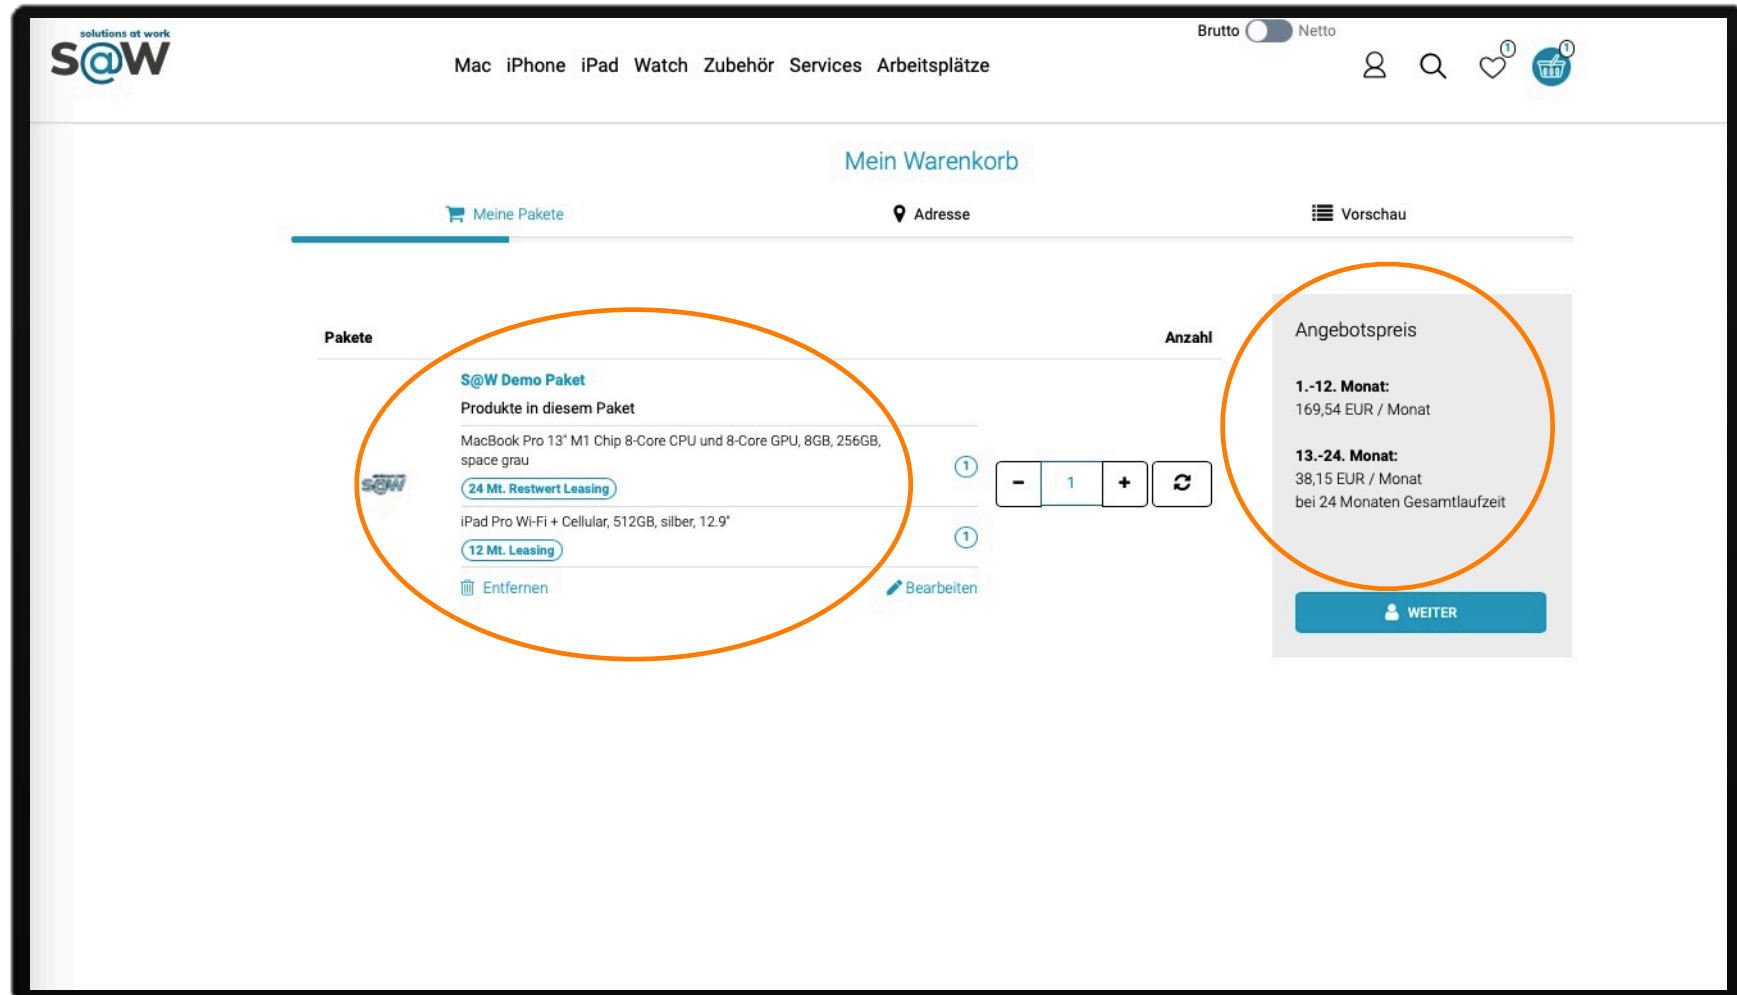 solutions at work
S@W
Brutto Netto
Mac iPhone iPad Watch Zubehör Services Arbeitsplätze
1
1
Mein Warenkorb
Meine Pakete
Adresse
Vorschau
Pakete
Anzahl
S@W Demo Paket
Produkte in diesem Paket
MacBook Pro 13" M1 Chip 8-Core CPU und 8-Core GPU, 8GB, 256GB,
space grau
24 Mt. Restwert Leasing
1
iPad Pro Wi-Fi + Cellular, 512GB, silber, 12.9"
12 Mt. Leasing
1
Entfernen
Bearbeiten
S@W
- 1 +
Angebotspreis
1.-12. Monat:
169,54 EUR / Monat
13.-24. Monat:
38,15 EUR / Monat
bei 24 Monaten Gesamtlaufzeit
WEITER